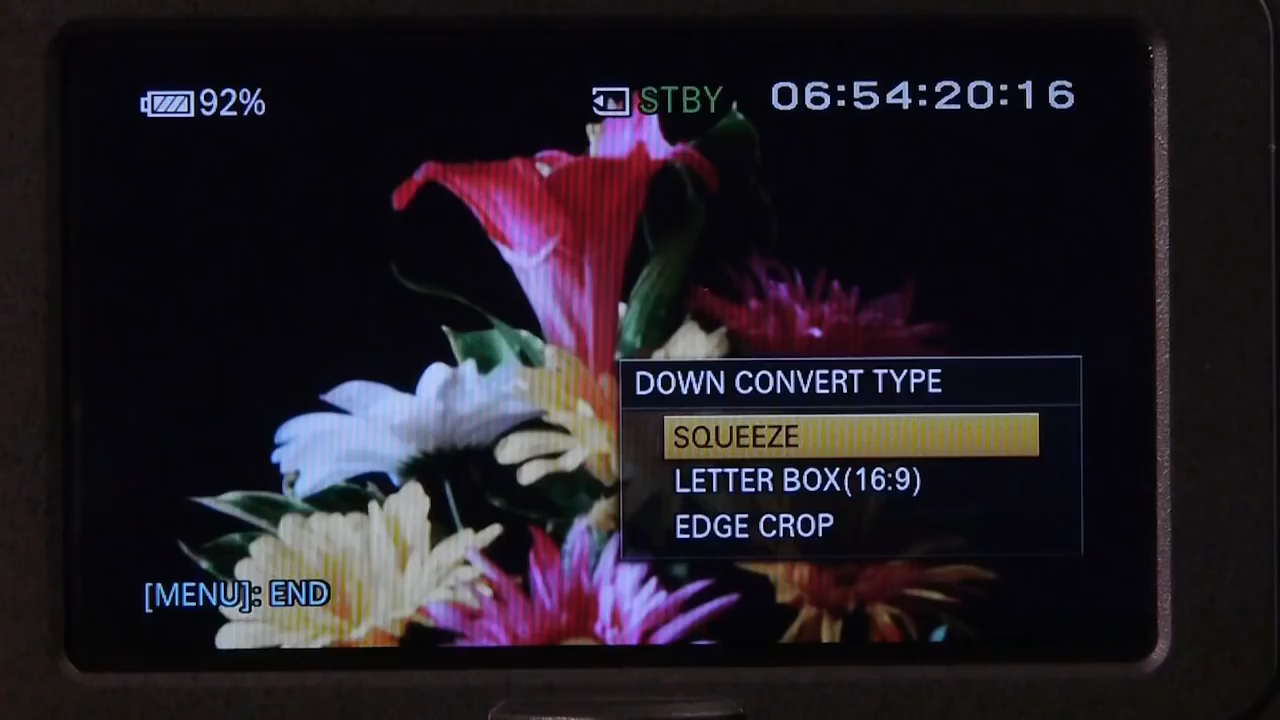 92%
STBY
06:54:20:16
DOWN CONVERT TYPE
SQUEEZE
LETTER BOX(16:9)
EDGE CROP
[MENU]: END